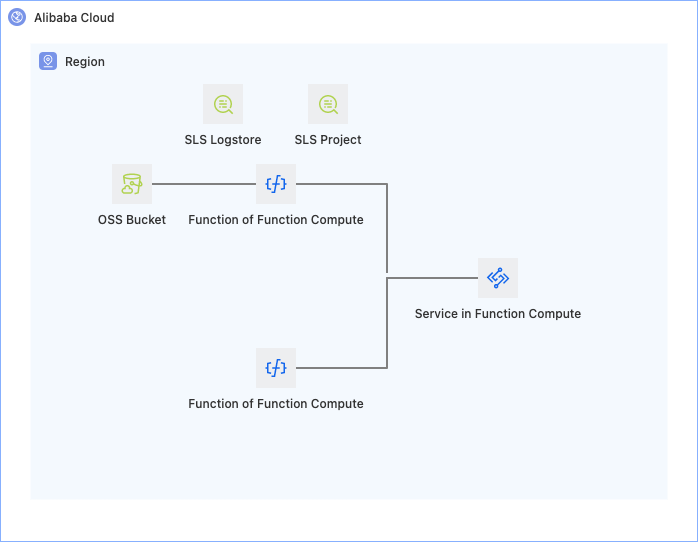 Alibaba Cloud
Region
SLS Logstore
SLS Project
OSS Bucket
Function of Function Compute
Service in Function Compute
Function of Function Compute